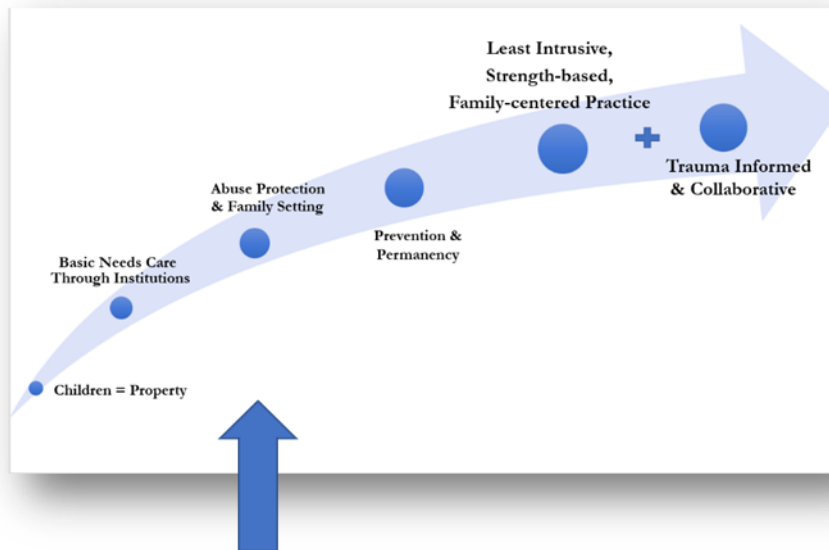 Least Intrusive,
Strength-based,
Family-centered Practice
Trauma Informed
& Collaborative
Abuse Protection
& Family Setting
Prevention &
Permanency
Basic Needs Care
Through Institutions
Children = Property